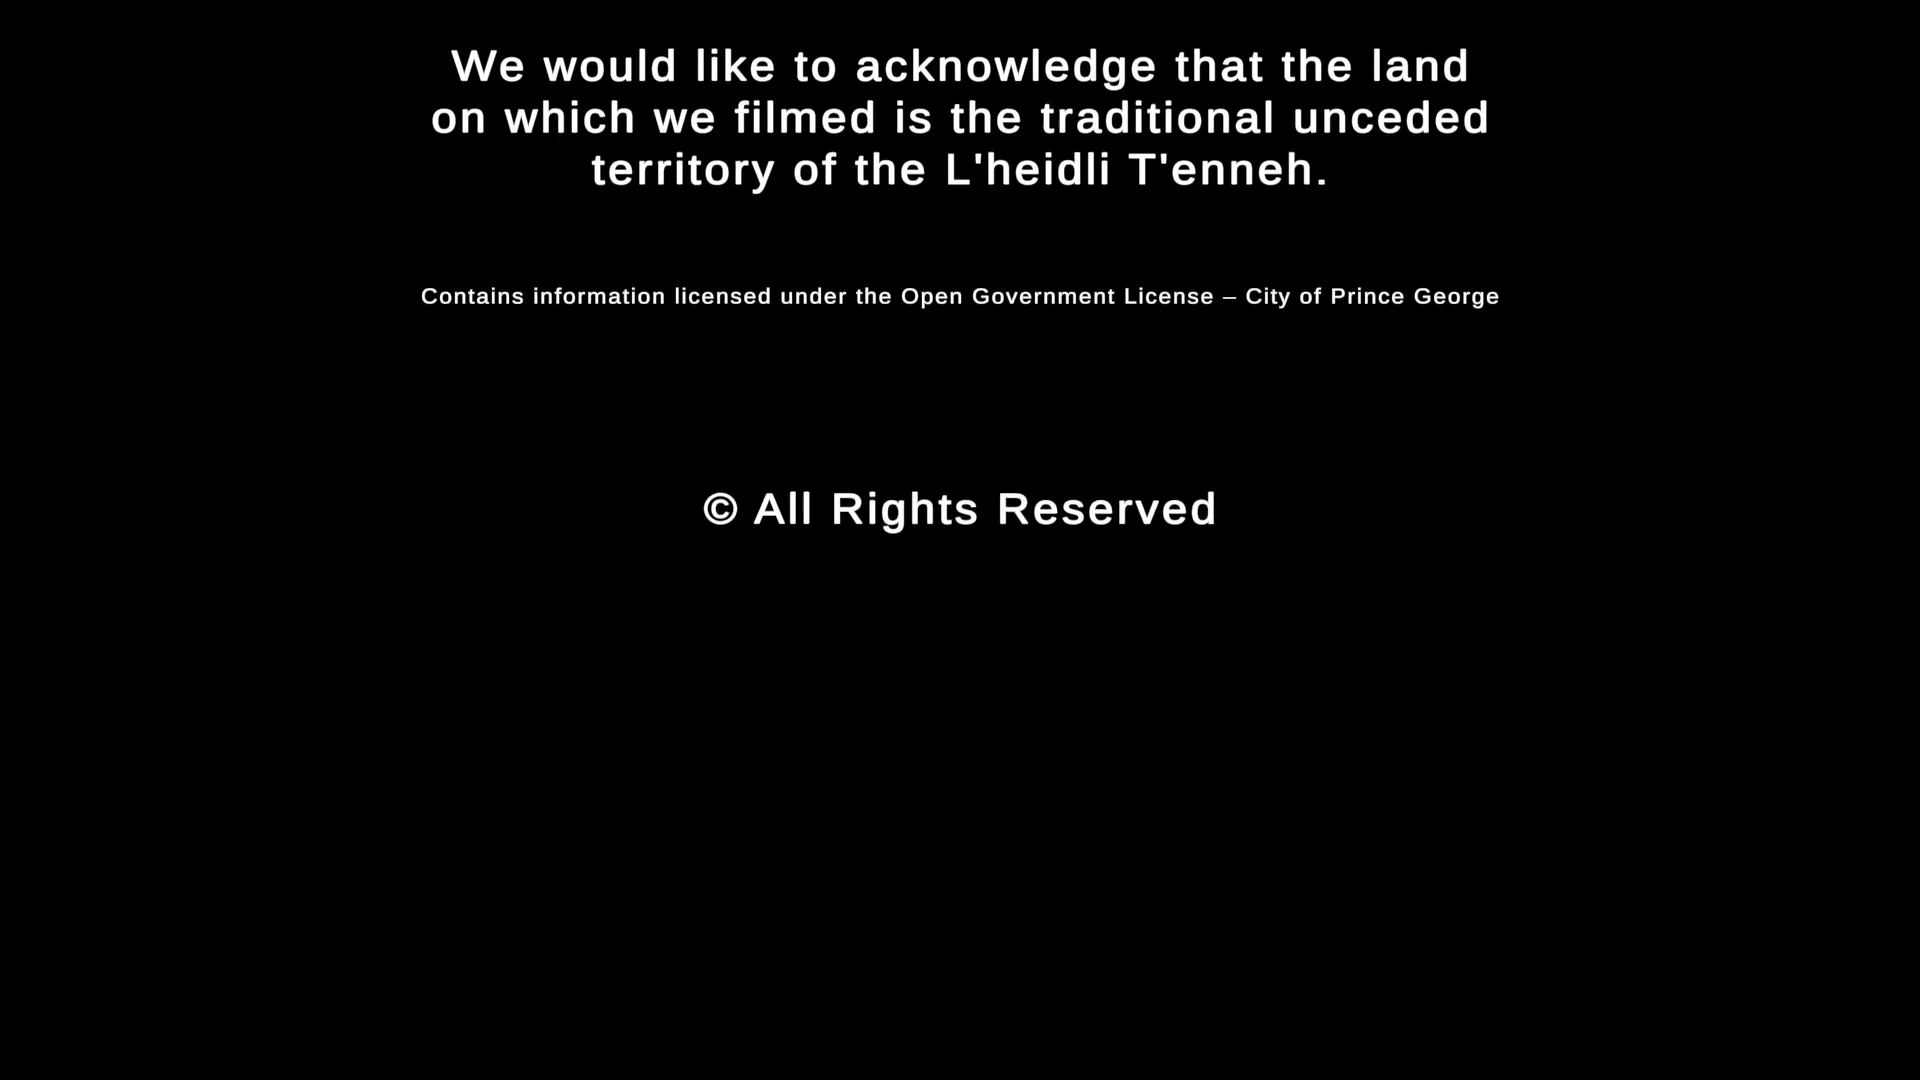 We would like to acknowledge that the land
on which we filmed is the traditional unceded
territory of the L'heidli T'enneh.
Contains information licensed under the Open Government License – City of Prince George
© All Rights Reserved